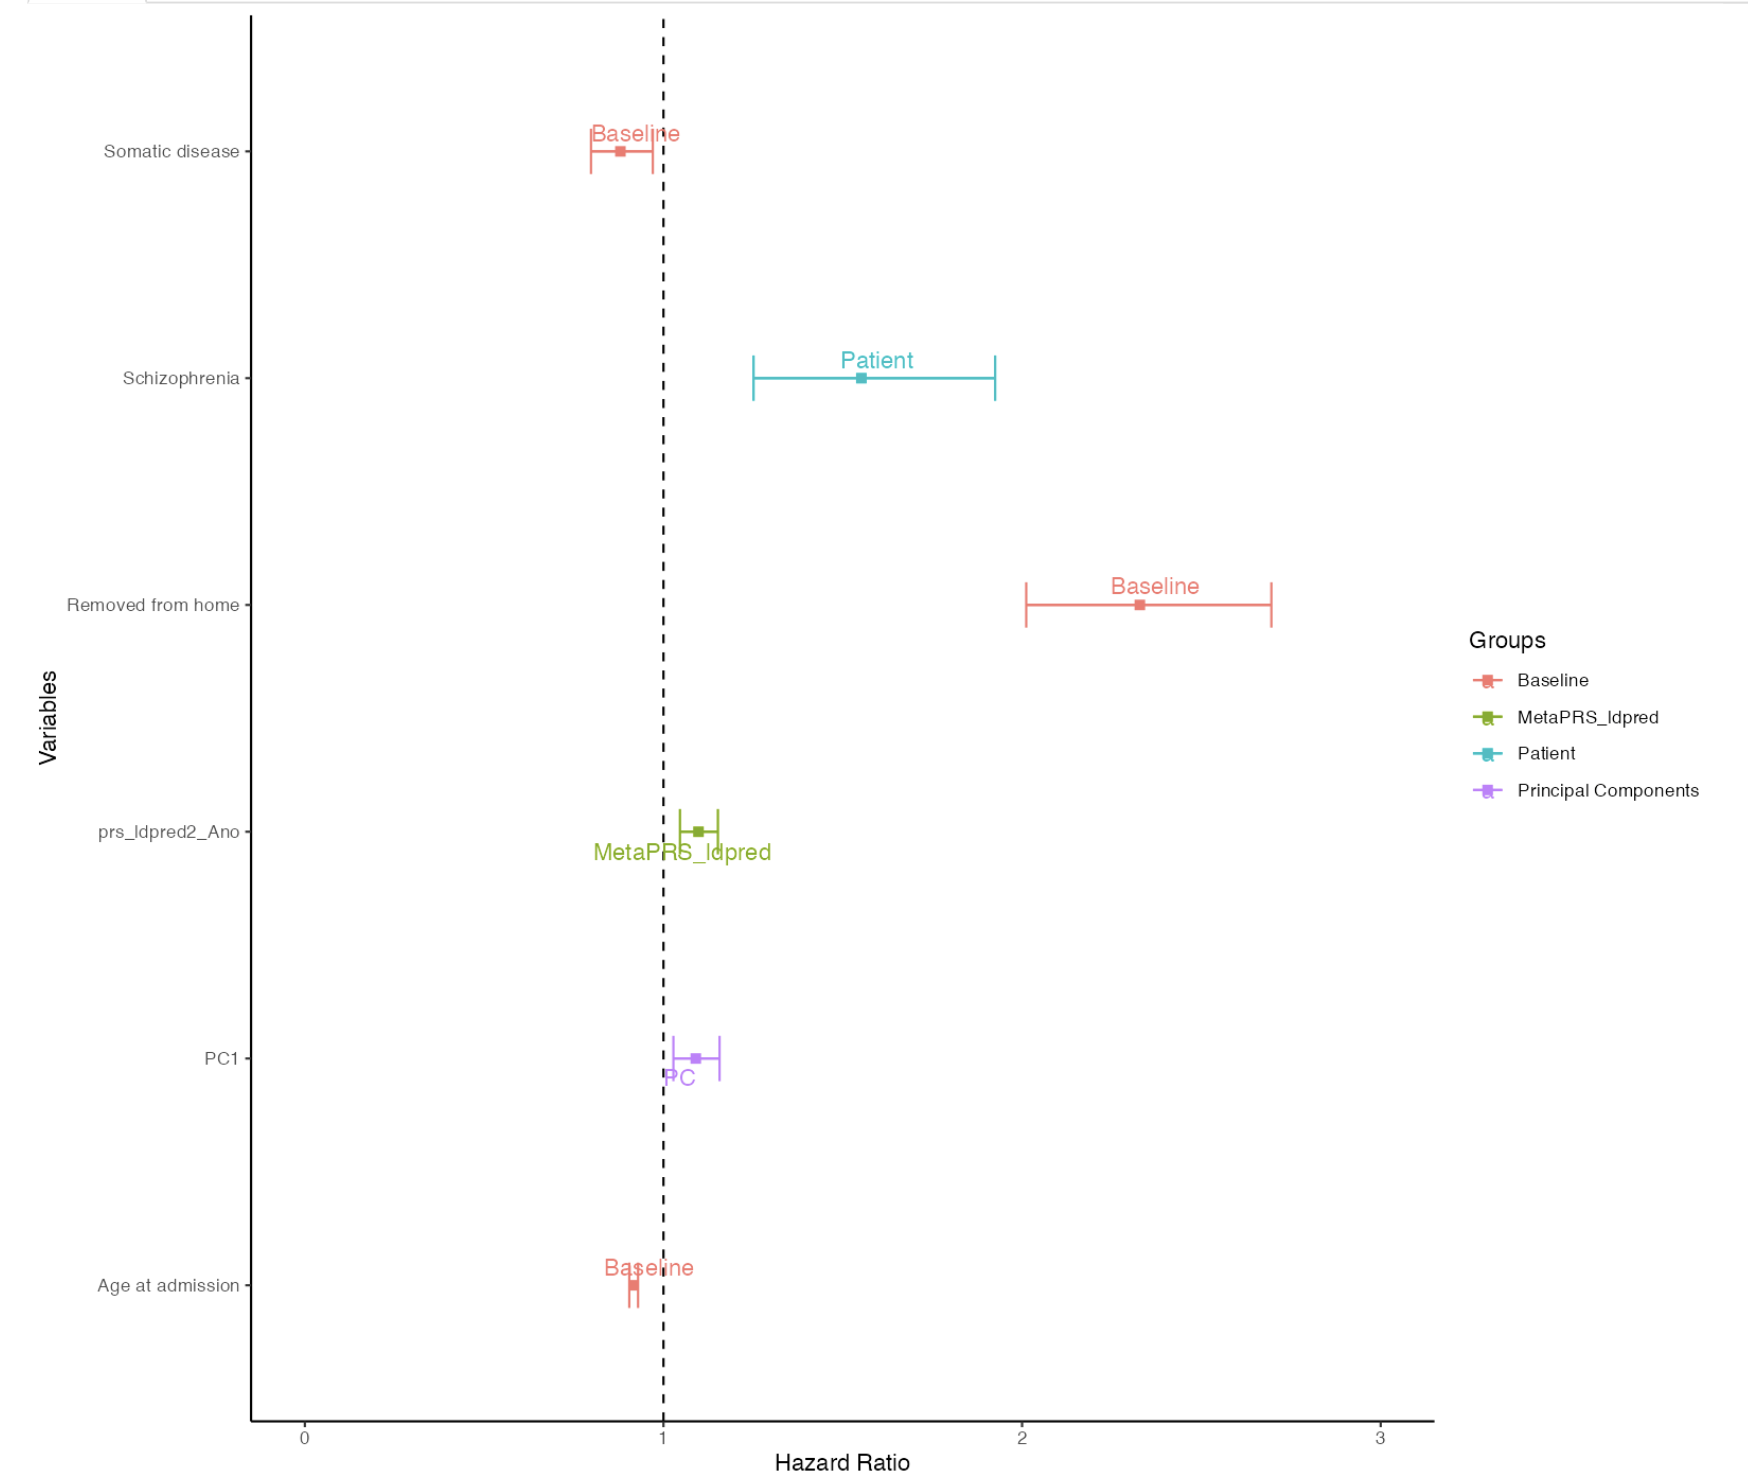 Baseline
Somatic disease
Patient
Schizophrenia
Baseline
Removed from home
Groups
Baseline
MetaPRS_ldpred
Patient
Principal Components
Variables
prs_ldpred2_Ano
MetaPRS_ldpred
PC1
PC
Baseline
Age at admission
0 1 2 3
Hazard Ratio
a
a
a
a